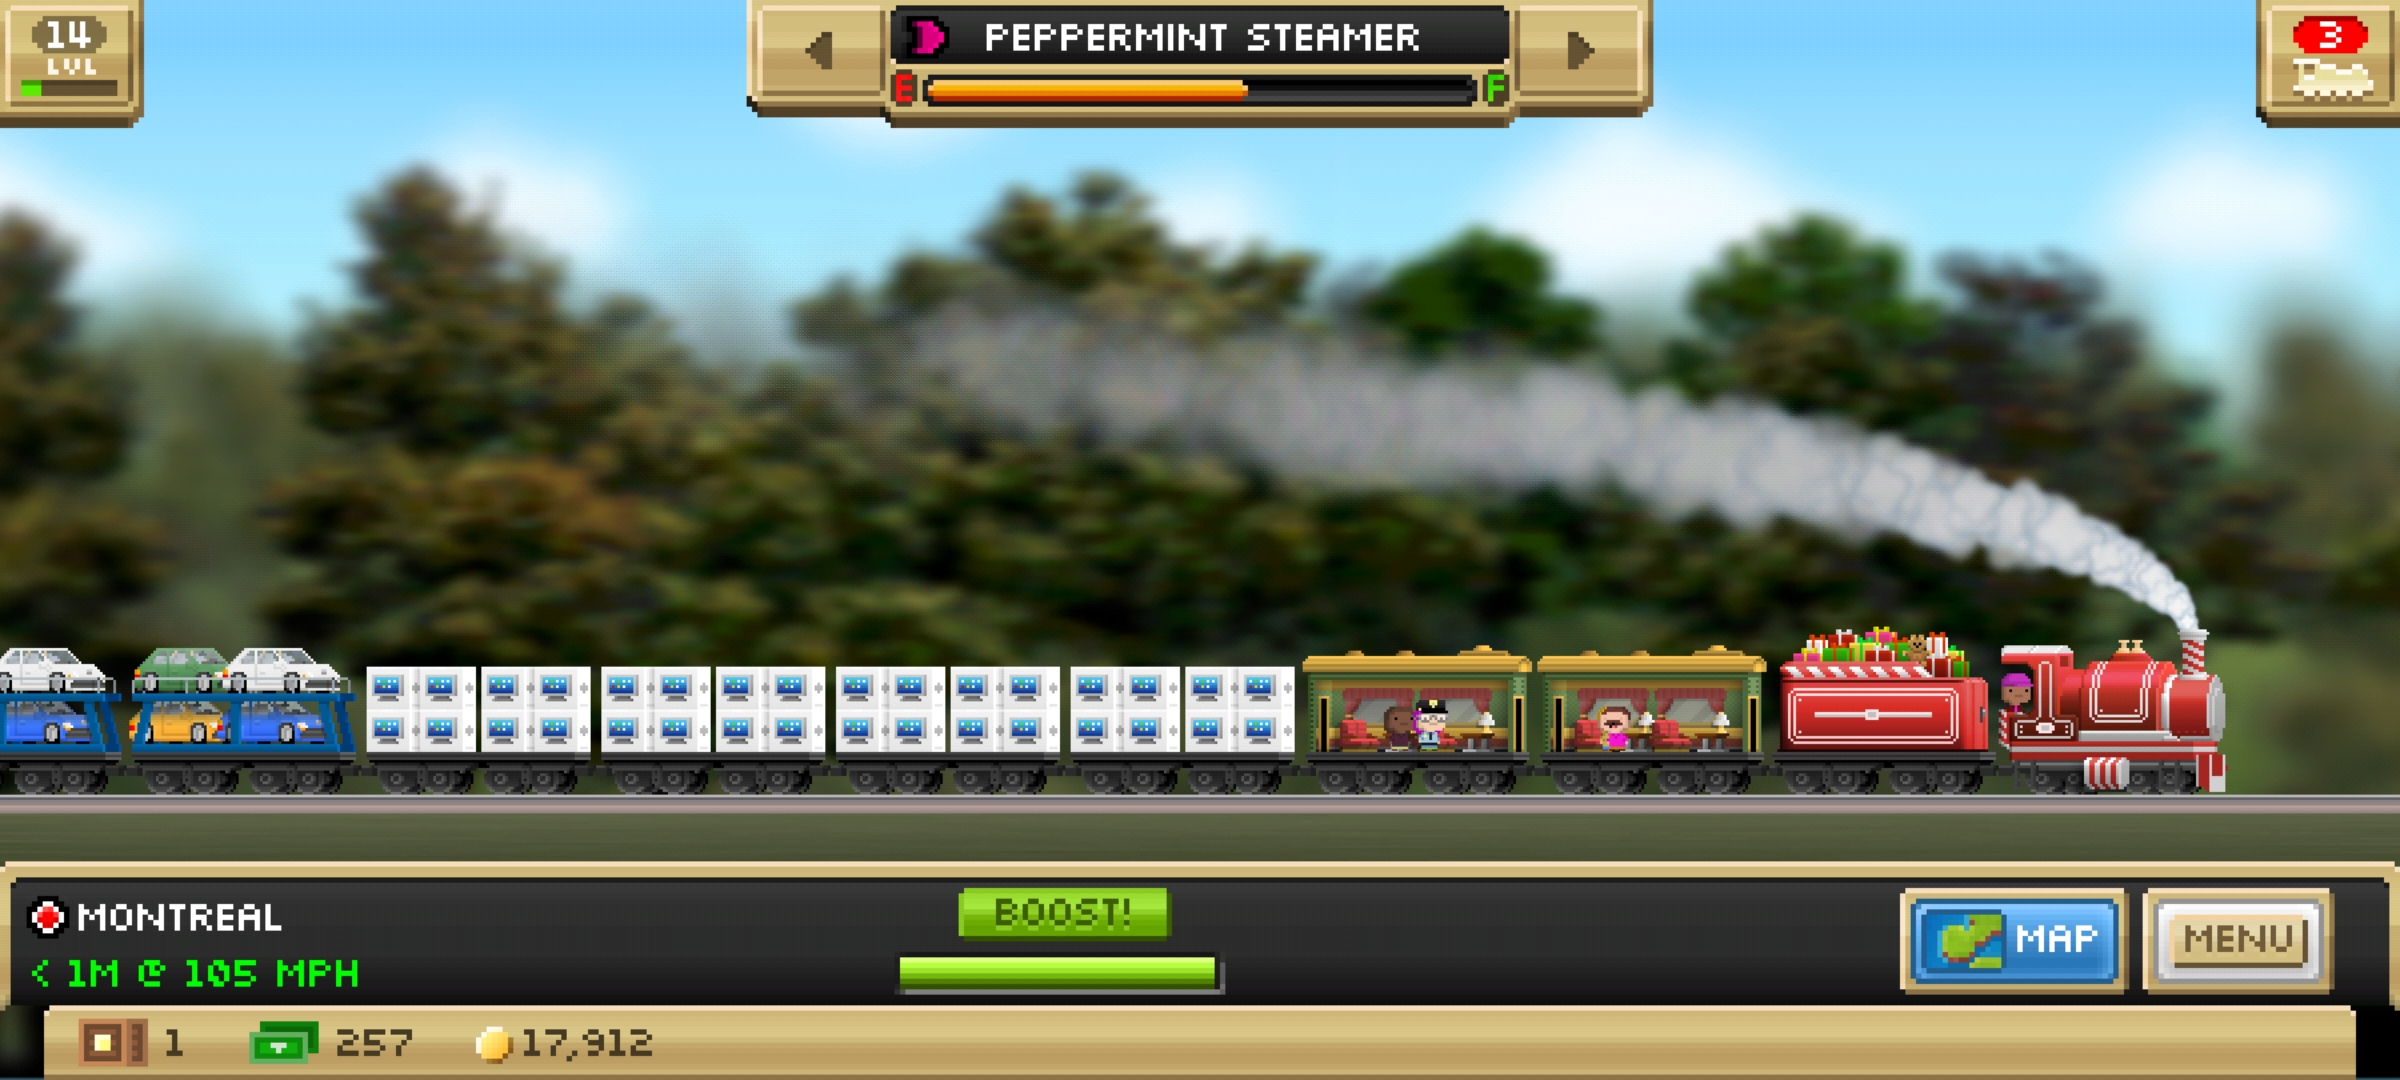 14
LVL
PEPPERMINT STEAMER
E F
3
MONTREAL
< 1M @ 105 MPH
BOOST!
MAP
MENU
1
257
17,912